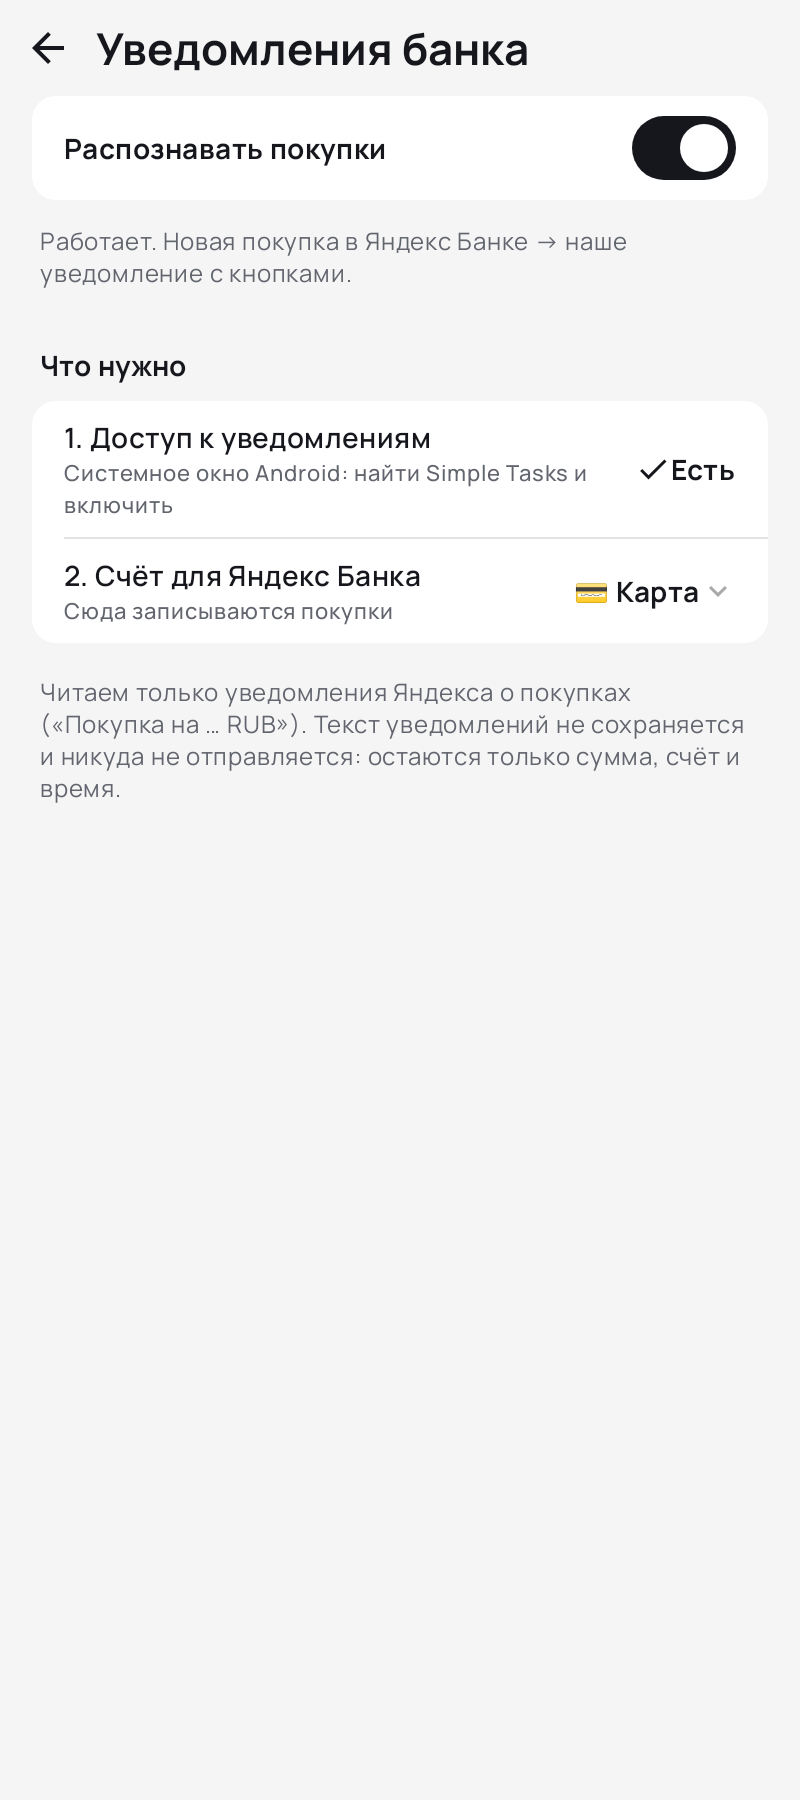 Уведомления банка
Распознавать покупки
Работает. Новая покупка в Яндекс Банке → наше
уведомление с кнопками.
Что нужно
1. Доступ к уведомлениям
Системное окно Android: найти Simple Tasks и
включить
Есть
2. Счёт для Яндекс Банка
Сюда записываются покупки
Карта
Читаем только уведомления Яндекса о покупках
(«Покупка на … RUB»). Текст уведомлений не сохраняется
и никуда не отправляется: остаются только сумма, счёт и
время.